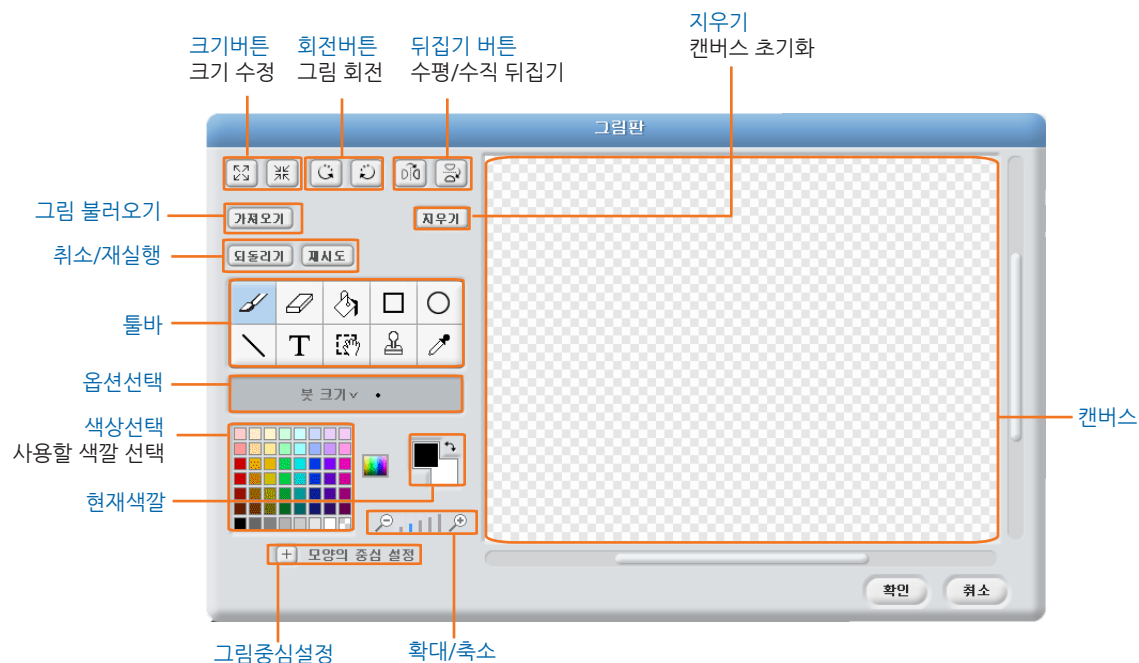 지우기
캔버스 초기화
크기버튼
크기 수정
회전버튼
그림 회전
뒤집기 버튼
수평/수직 뒤집기
그림판
그림 불러오기
가져오기
지우기
취소/재실행
되돌리기
재시도
툴바
T
옵션선택
붓 크기
색상선택
사용할 색깔 선택
캔버스
현재색깔
모양의 중심 설정
확인
취소
그림중심설정
확대/축소